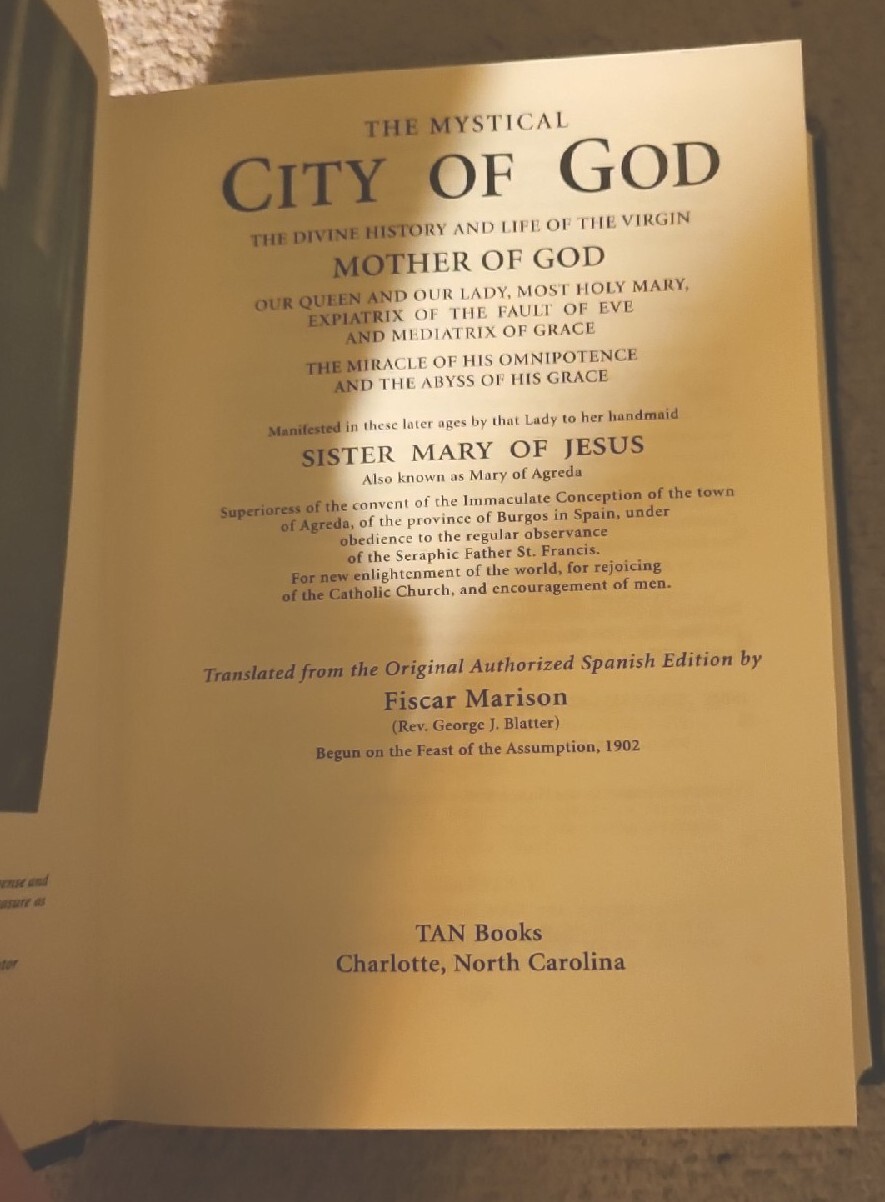 THE MYSTICAL
CITY OF GOD
THE DIVINE HISTORY AND LIFE OF THE VIRGIN
MOTHER OF GOD
OUR QUEEN AND OUR LADY, MOST HOLY MARY,
EXPIATRIX OF THE FAULT OF EVE
AND MEDIATRIX OF GRACE
THE MIRACLE OF HIS OMNIPOTENCE
AND THE ABYSS OF HIS GRACE
Manifested in these later ages by that Lady to her handmaid
SISTER MARY OF JESUS
Also known as Mary of Agreda
Superioress of the convent of the Immaculate Conception of the town
of Agreda, of the province of Burgos in Spain, under
obedience to the regular observance
of the Seraphic Father St. Francis.
For new enlightenment of the world, for rejoicing
of the Catholic Church, and encouragement of men.
Translated from the Original Authorized Spanish Edition by
Fiscar Marison
(Rev. George J. Blatter)
Begun on the Feast of the Assumption, 1902
TAN Books
Charlotte, North Carolina
and
as